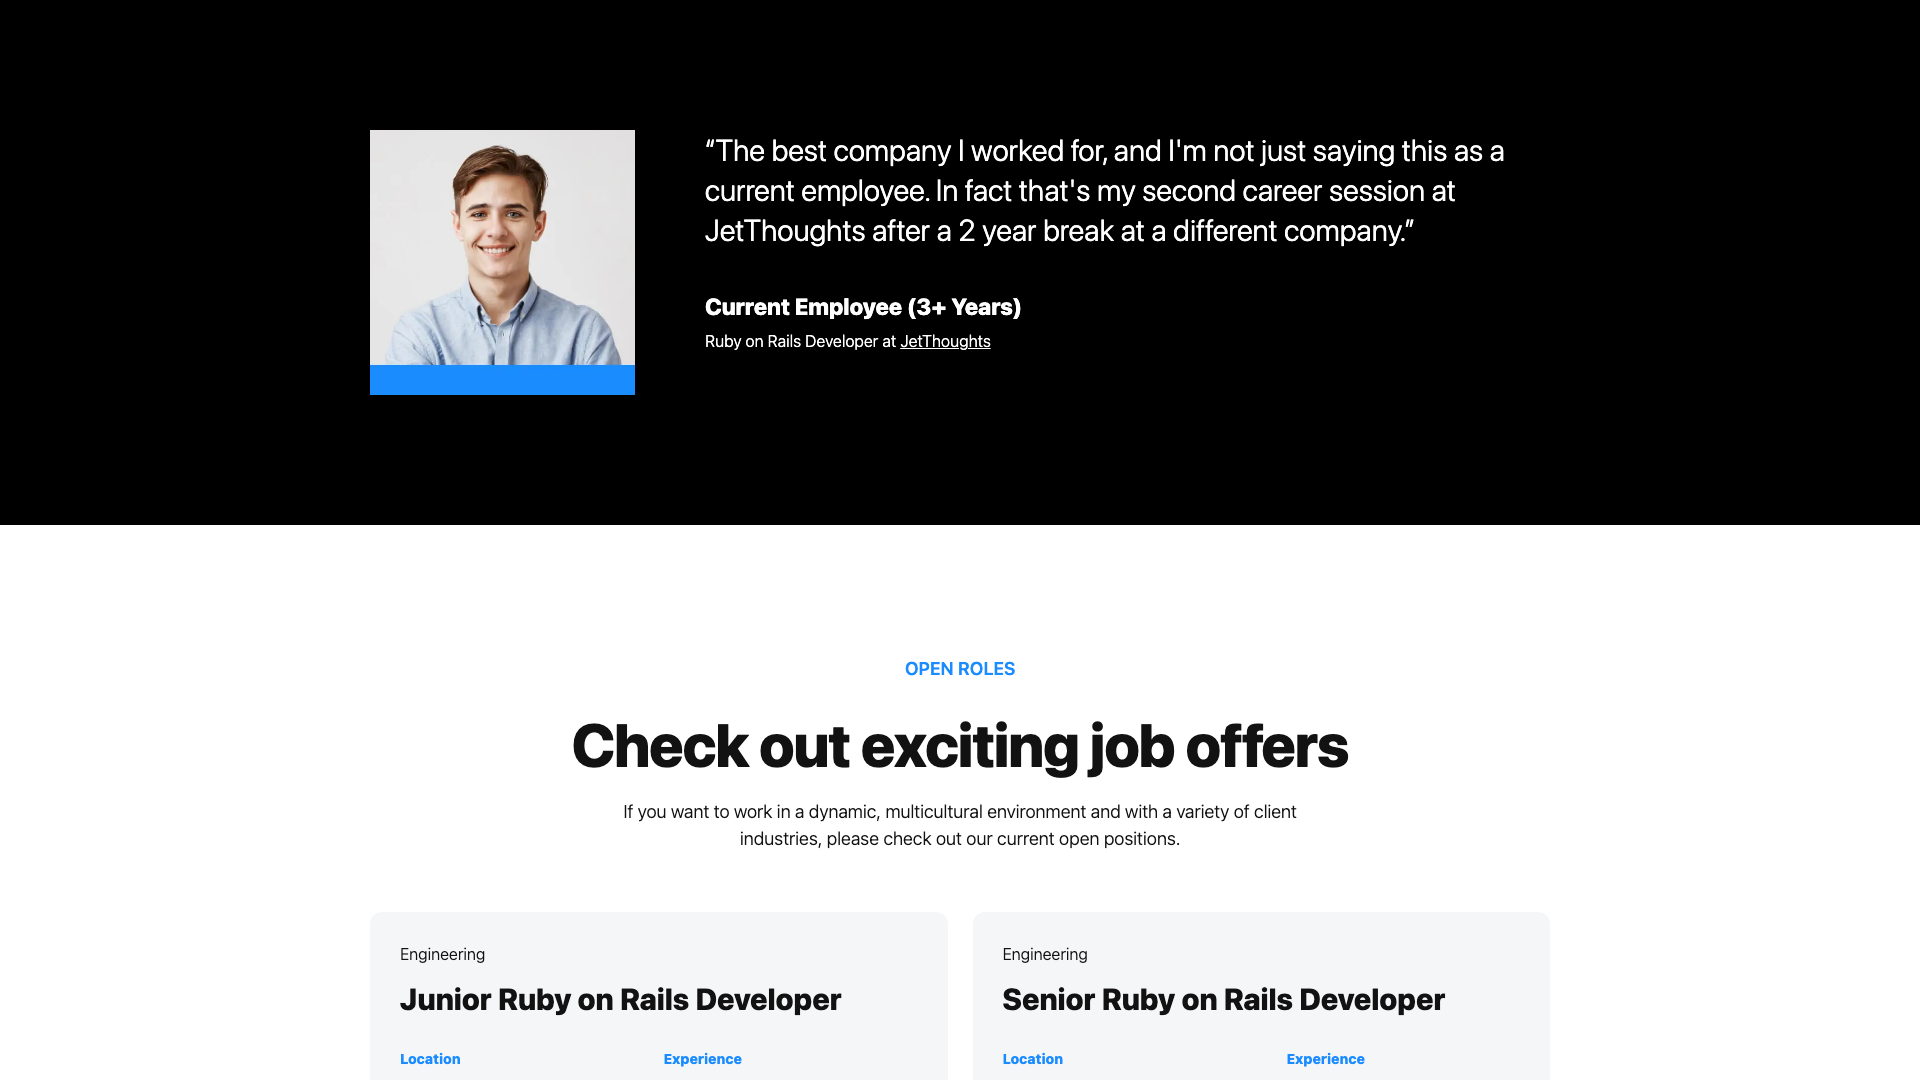 “The best company I worked for, and I'm not just saying this as a
current employee. In fact that's my second career session at
JetThoughts after a 2 year break at a different company.”
Current Employee (3+ Years)
Ruby on Rails Developer at JetThoughts
OPEN ROLES
Check out exciting job offers
If you want to work in a dynamic, multicultural environment and with a variety of client
industries, please check out our current open positions.
Engineering
Junior Ruby on Rails Developer
Location
Experience
Engineering
Senior Ruby on Rails Developer
Location
Experience